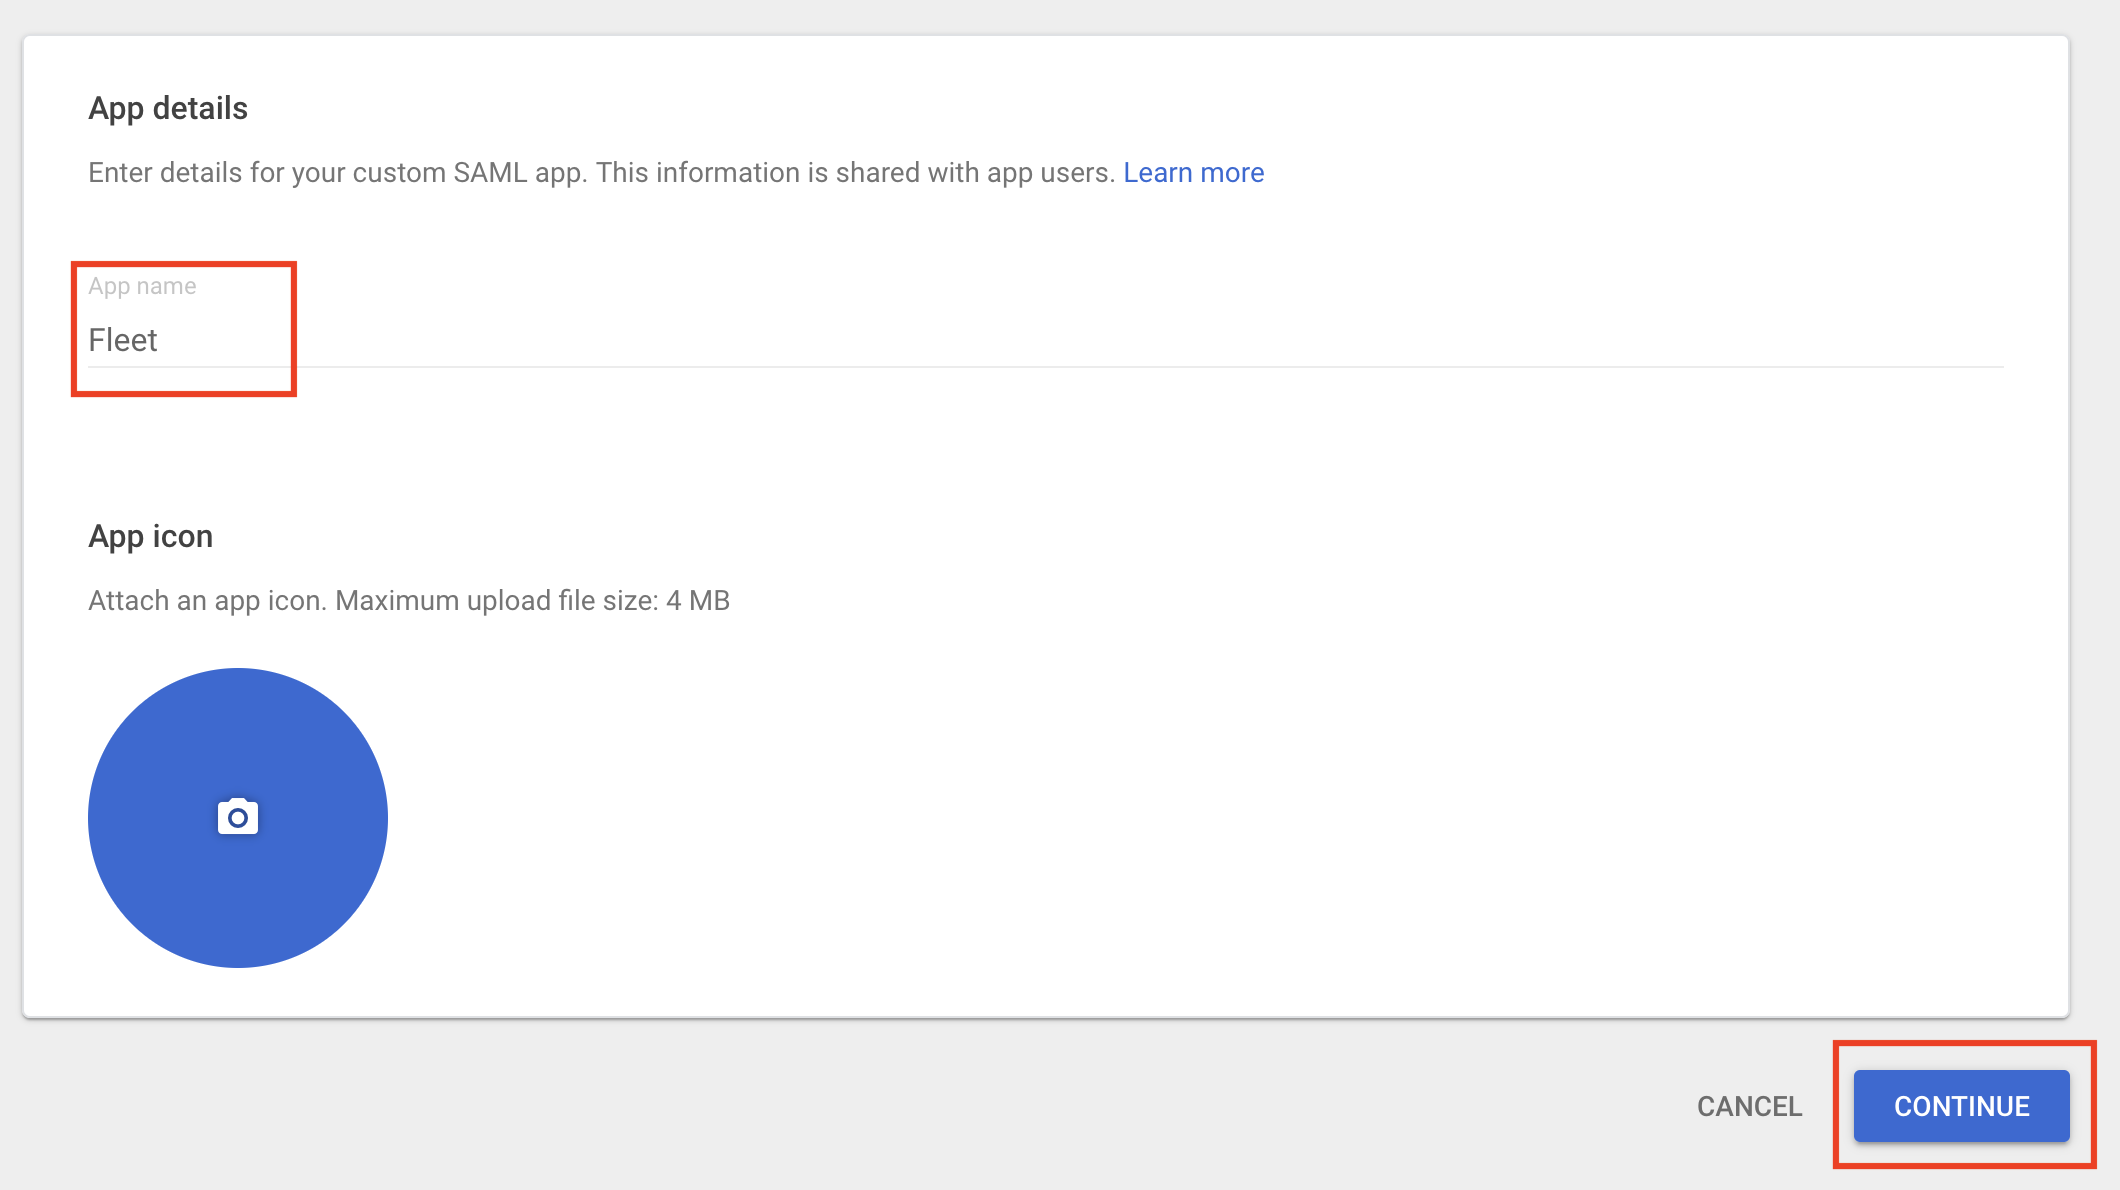 App details
Enter details for your custom SAML app. This information is shared with app users. Learn more
App name
Fleet
App icon
Attach an app icon. Maximum upload file size: 4 MB
CANCEL
CONTINUE